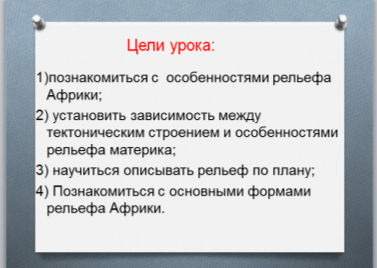 Цели урока:
1)познакомиться с особенностями рельефа
Африки;
2) установить зависимость между
тектоническим строением и особенностями
рельефа материка;
3) научиться описывать рельеф по плану;
4) Познакомиться с основными формами
рельефа Африки.